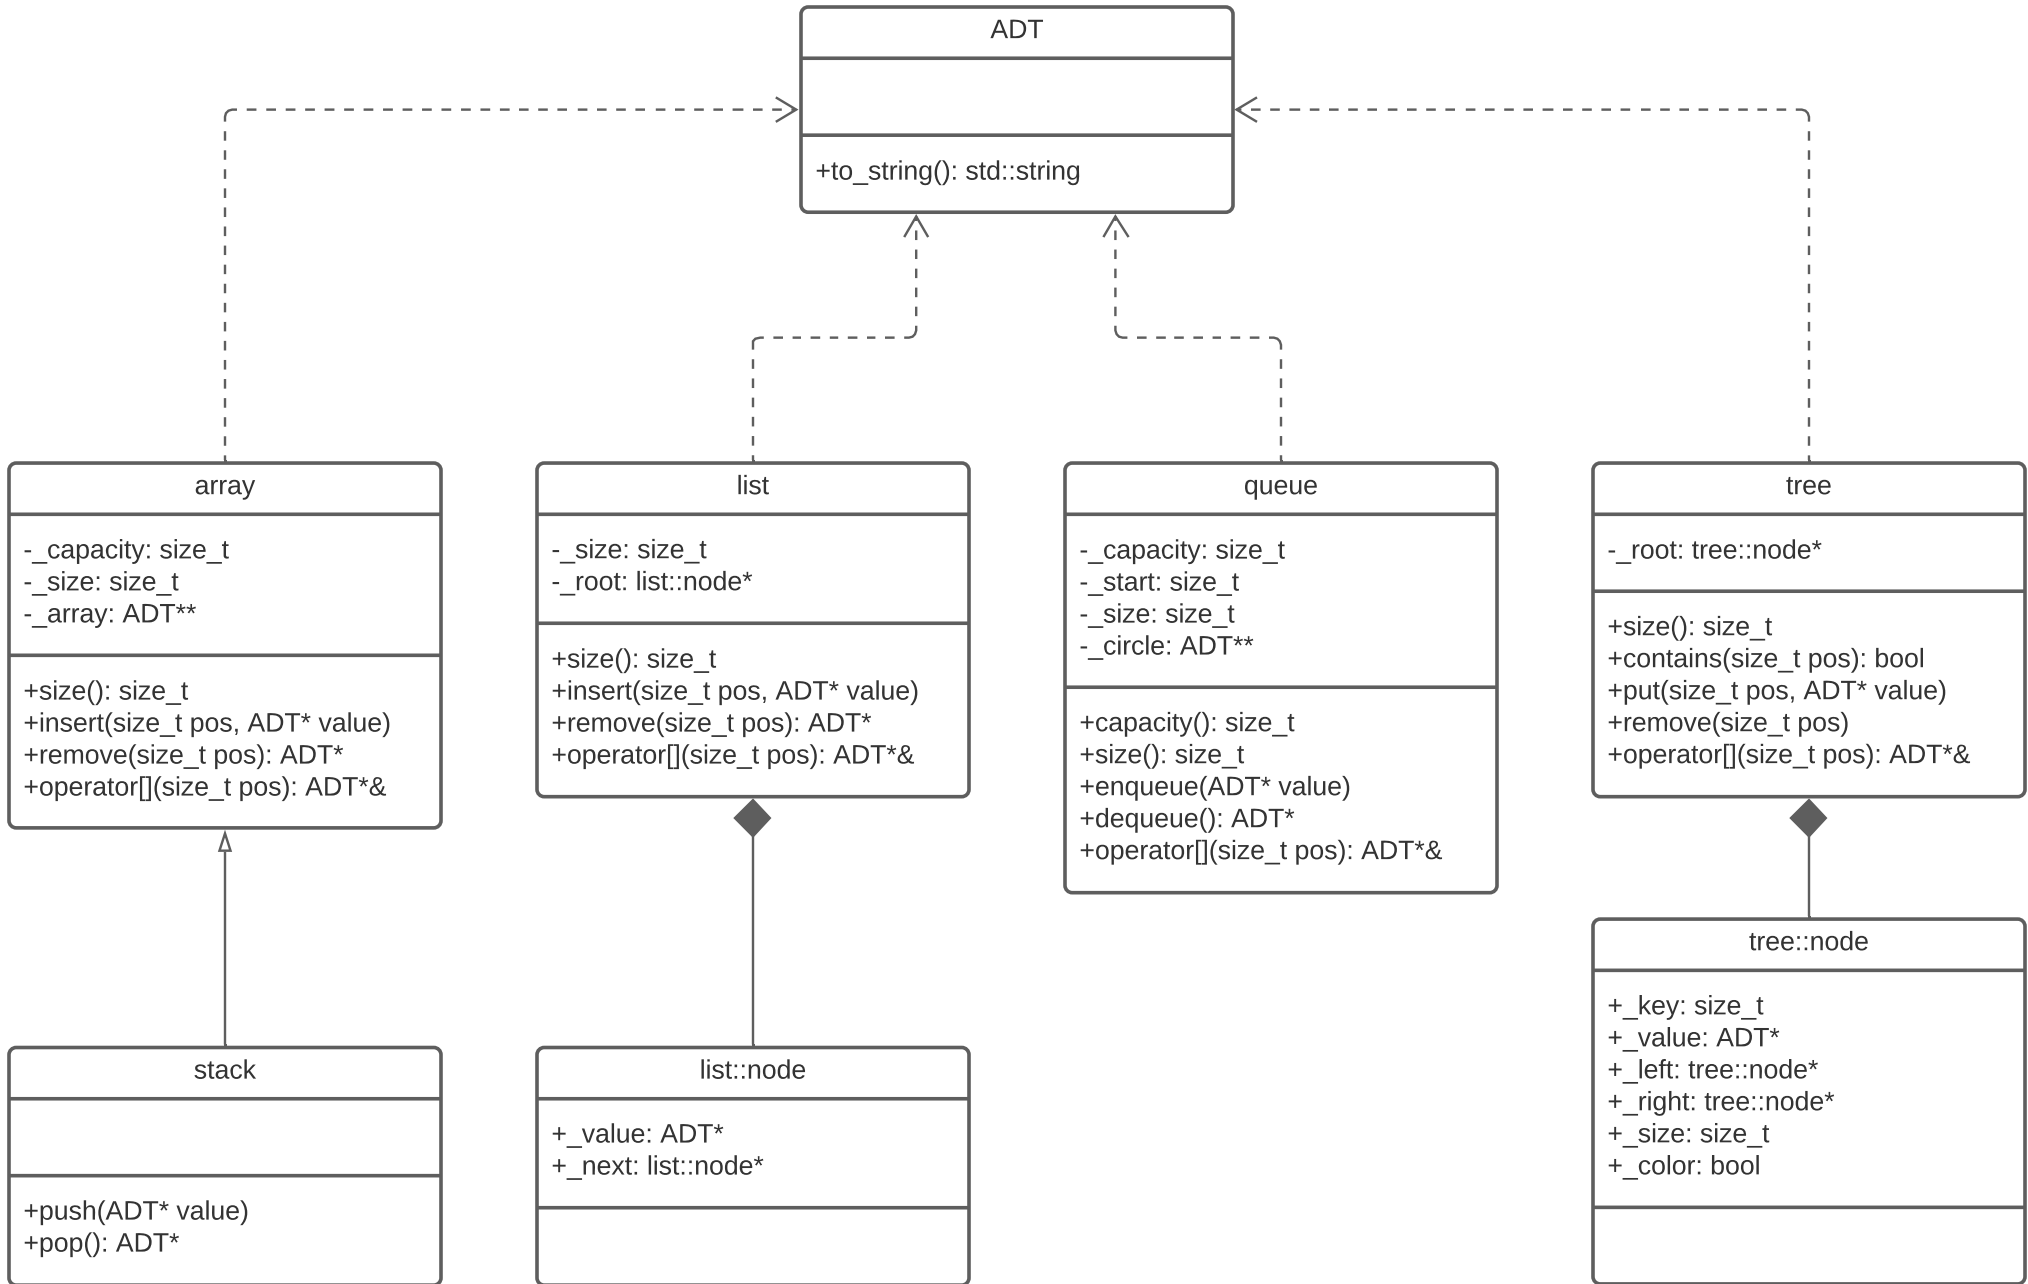 ADT
+to_string(): std::string
array
-_capacity: size_t
-_size: size_t
-_array: ADT**
+size(): size_t
+insert(size_t pos, ADT* value)
+remove(size_t pos): ADT*
+operator[](size_t pos): ADT*&
list
-_size: size_t
-_root: list::node*
+size(): size_t
+insert(size_t pos, ADT* value)
+remove(size_t pos): ADT*
+operator[](size_t pos): ADT*&
queue
-_capacity: size_t
-_start: size_t
-_size: size_t
-_circle: ADT**
+capacity(): size_t
+size(): size_t
+enqueue(ADT* value)
+dequeue(): ADT*
+operator[](size_t pos): ADT*&
tree
-_root: tree::node*
+size(): size_t
+contains(size_t pos): bool
+put(size_t pos, ADT* value)
+remove(size_t pos)
+operator[](size_t pos): ADT*&
stack
+push(ADT* value)
+pop(): ADT*
list::node
+_value: ADT*
+_next: list::node*
tree::node
+_key: size_t
+_value: ADT*
+_left: tree::node*
+_right: tree::node*
+_size: size_t
+_color: bool